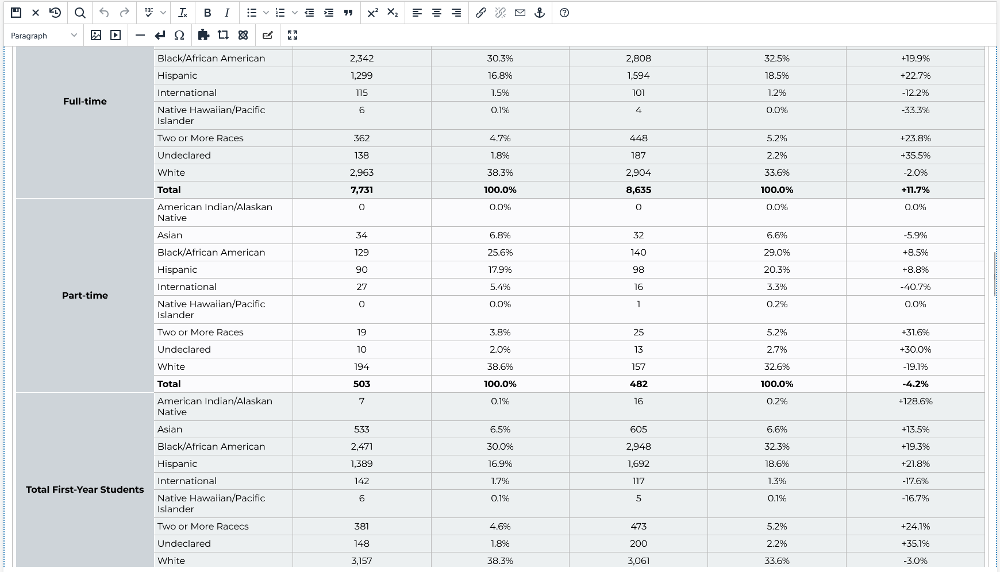 ABC
B I
X² X₂
Paragraph
Full-time
Black/African American 2,342 30.3% 2,808 32.5% +19.9%
Hispanic 1,299 16.8% 1,594 18.5% +22.7%
International 115 1.5% 101 1.2% -12.2%
Native Hawaiian/Pacific
Islander 6 0.1% 4 0.0% -33.3%
Two or More Races 362 4.7% 448 5.2% +23.8%
Undeclared 138 1.8% 187 2.2% +35.5%
White 2,963 38.3% 2,904 33.6% -2.0%
Total 7,731 100.0% 8,635 100.0% +11.7%
Part-time
American Indian/Alaskan
Native 0 0.0% 0 0.0% 0.0%
Asian 34 6.8% 32 6.6% -5.9%
Black/African American 129 25.6% 140 29.0% +8.5%
Hispanic 90 17.9% 98 20.3% +8.8%
International 27 5.4% 16 3.3% -40.7%
Native Hawaiian/Pacific
Islander 0 0.0% 1 0.2% 0.0%
Two or More Races 19 3.8% 25 5.2% +31.6%
Undeclared 10 2.0% 13 2.7% +30.0%
White 194 38.6% 157 32.6% -19.1%
Total 503 100.0% 482 100.0% -4.2%
Total First-Year Students
American Indian/Alaskan
Native 7 0.1% 16 0.2% +128.6%
Asian 533 6.5% 605 6.6% +13.5%
Black/African American 2,471 30.0% 2,948 32.3% +19.3%
Hispanic 1,389 16.9% 1,692 18.6% +21.8%
International 142 1.7% 117 1.3% -17.6%
Native Hawaiian/Pacific
Islander 6 0.1% 5 0.1% -16.7%
Two or More Racecs 381 4.6% 473 5.2% +24.1%
Undeclared 148 1.8% 200 2.2% +35.1%
White 3,157 38.3% 3,061 33.6% -3.0%